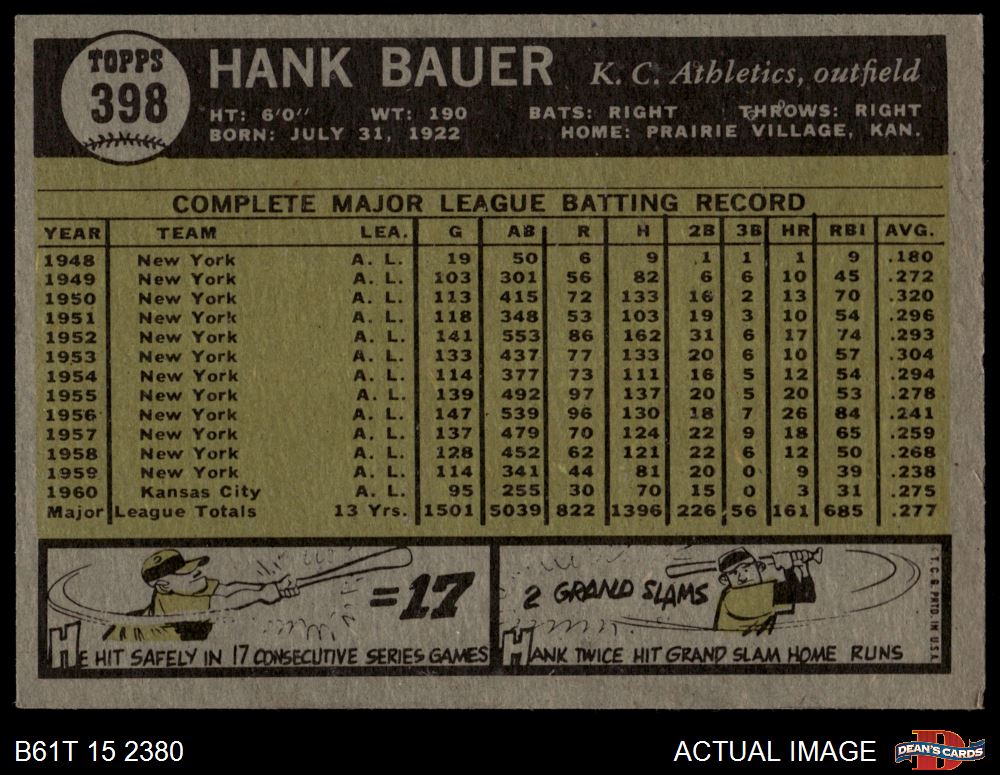 TOPPS
398
HANK BAUER K. C. Athletics, outfield
HT: 6'0" WT: 190 BATS: RIGHT THROWS: RIGHT
BORN: JULY 31, 1922 HOME: PRAIRIE VILLAGE, KAN.
COMPLETE MAJOR LEAGUE BATTING RECORD
YEAR TEAM LEA. G AB R H 2B 3B HR RBI AVG.
1948 New York A. L. 19 50 6 9 1 1 1 9 .180
1949 New York A. L. 103 301 56 82 6 6 10 45 .272
1950 New York A. L. 113 415 72 133 16 2 13 70 .320
1951 New York A. L. 118 348 53 103 19 3 10 54 .296
1952 New York A. L. 141 553 86 162 31 6 17 74 .293
1953 New York A. L. 133 437 77 133 20 6 10 57 .304
1954 New York A. L. 114 377 73 111 16 5 12 54 .294
1955 New York A. L. 139 492 97 137 20 5 20 53 .278
1956 New York A. L. 147 539 96 130 18 7 26 84 .241
1957 New York A. L. 137 479 70 124 22 9 18 65 .259
1958 New York A. L. 128 452 62 121 22 6 12 50 .268
1959 New York A. L. 114 341 44 81 20 0 9 39 .238
1960 Kansas City A. L. 95 255 30 70 15 0 3 31 .275
Major League Totals 13 Yrs. 1501 5039 822 1396 226 56 161 685 .277
=17
HE HIT SAFELY IN 17 CONSECUTIVE SERIES GAMES
2 GRAND SLAMS
HANK TWICE HIT GRAND SLAM HOME RUNS
©T.C.G. PRTD. IN U.S.A.
B61T 15 2380
ACTUAL IMAGE
DEAN'S CARDS